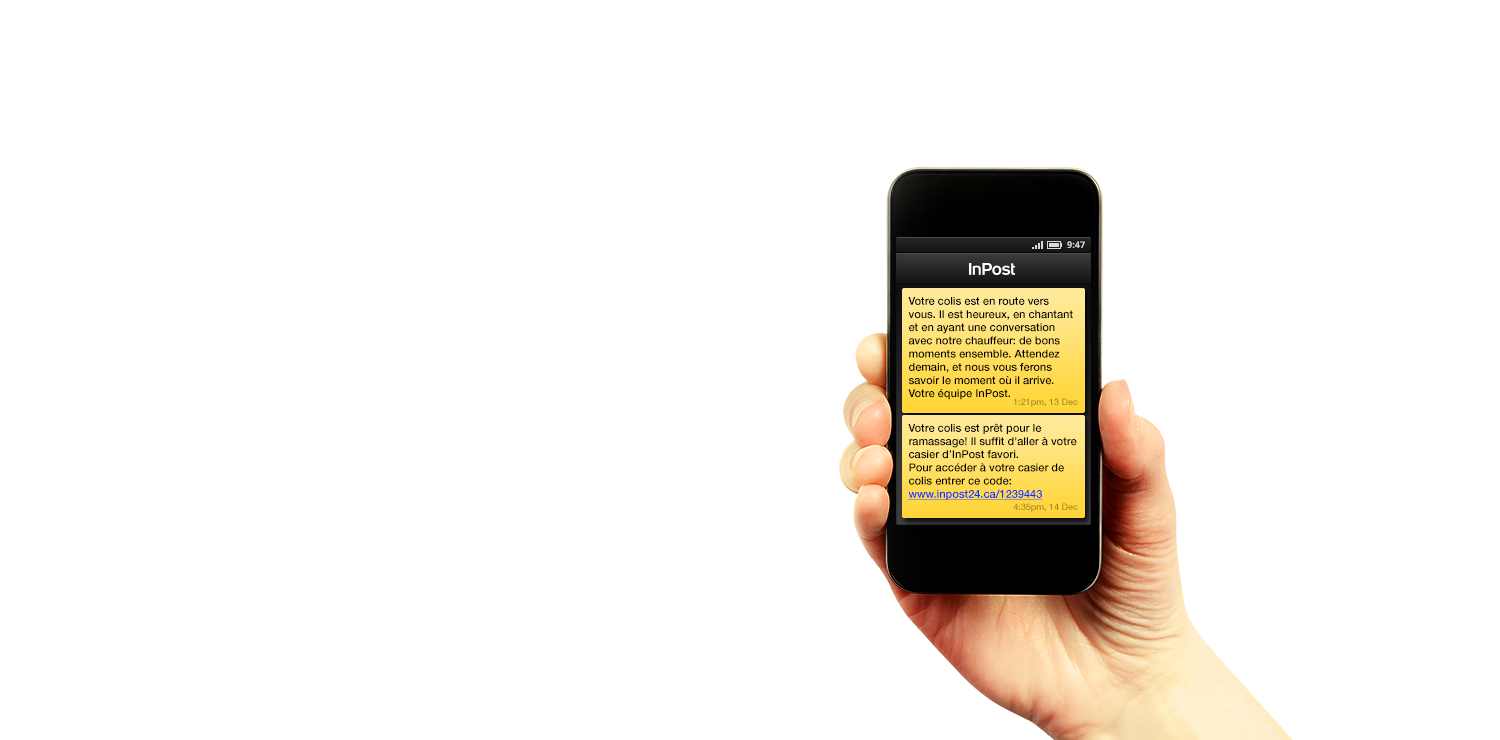 9:47
InPost
Votre colis est en route vers
vous. Il est heureux, en chantant
et en ayant une conversation
avec notre chauffeur: de bons
moments ensemble. Attendez
demain, et nous vous ferons
savoir le moment où il arrive.
Votre équipe InPost.
1:21pm, 13 Dec
Votre colis est prêt pour le
ramassage! Il suffit d'aller à votre
casier d'InPost favori.
Pour accéder à votre casier de
colis entrer ce code:
www.inpost24.ca/1239443
4:35pm, 14 Dec